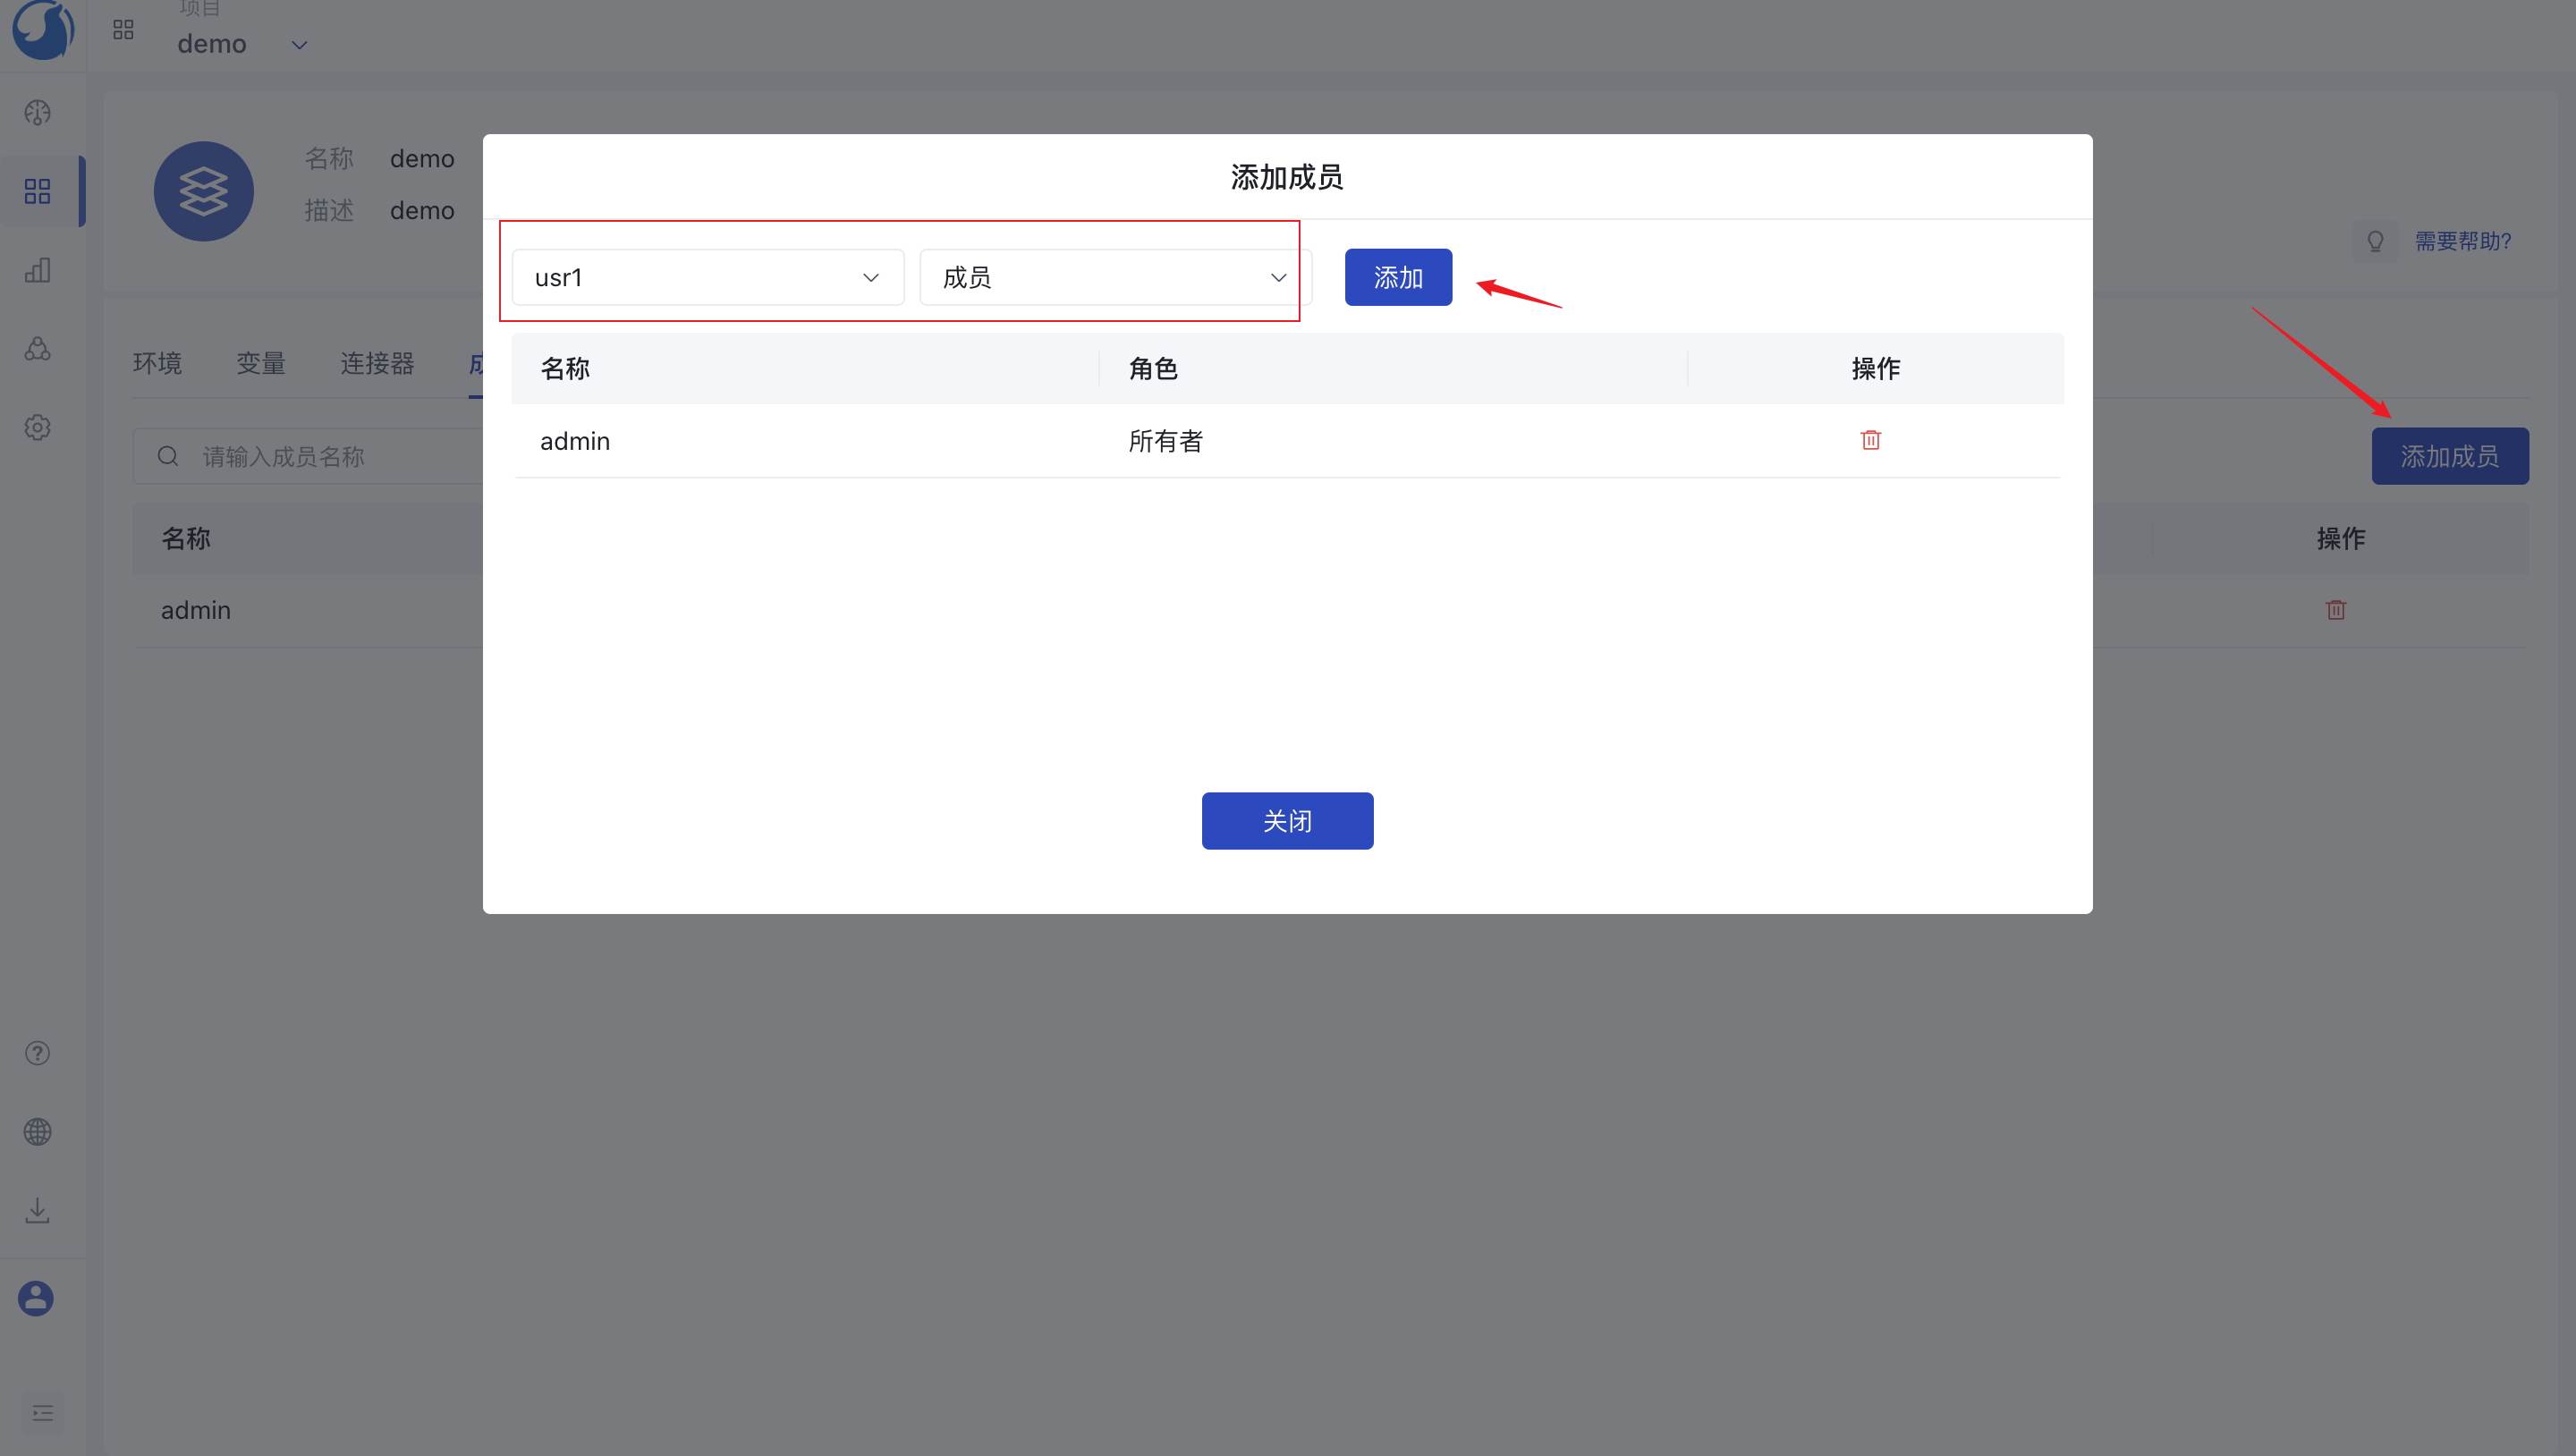 项目
demo
名称 demo
描述 demo
需要帮助?
环境 变量 连接器
请输入成员名称
添加成员
名称 操作
admin
添加成员
usr1 成员 添加
名称 角色 操作
admin 所有者
关闭